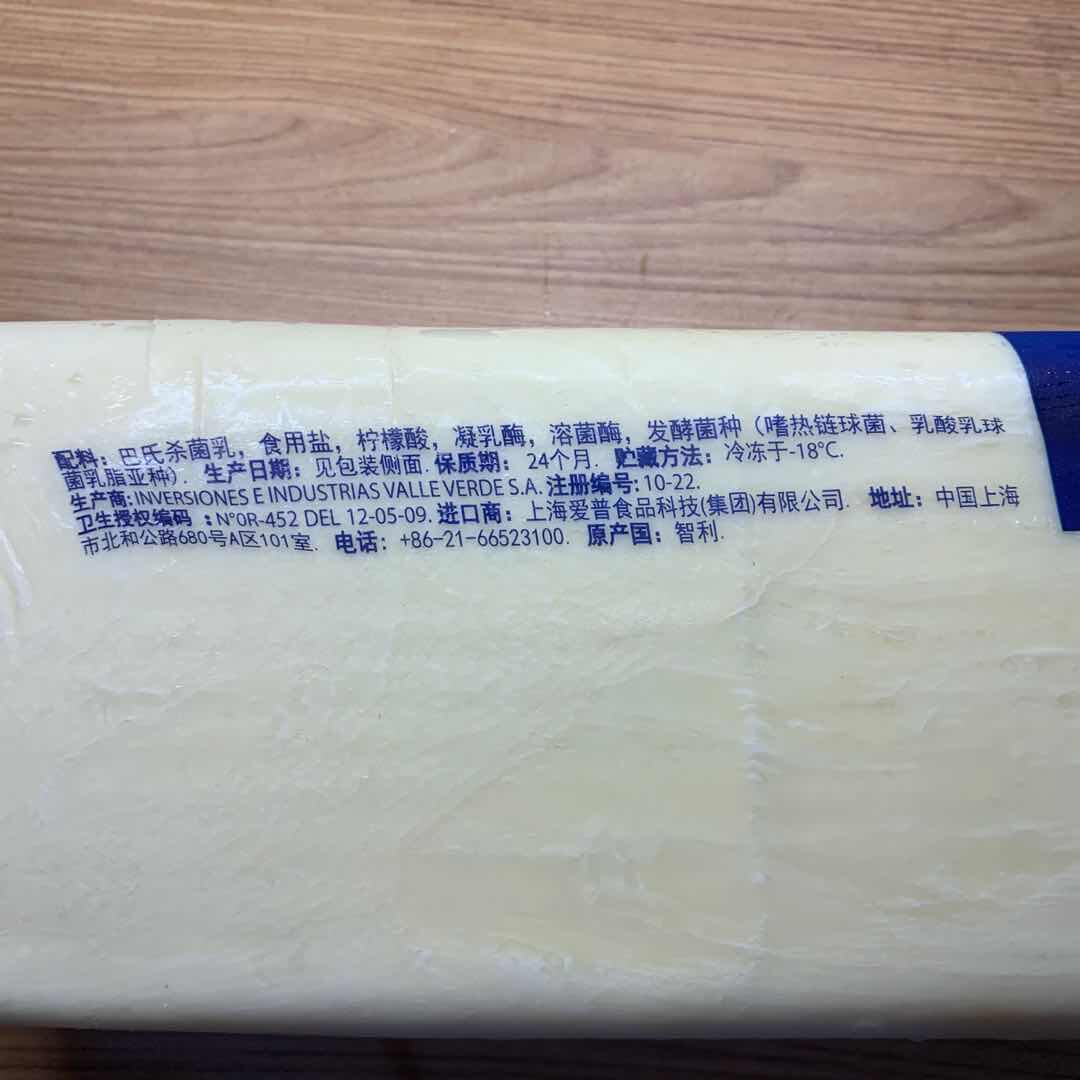 配料：巴氏杀菌乳，食用盐，柠檬酸，凝乳酶，溶菌酶，发酵菌种（嗜热链球菌、乳酸乳球
菌乳脂亚种）. 生产日期：见包装侧面. 保质期：24个月. 贮藏方法：冷冻于-18℃.
生产商: INVERSIONES E INDUSTRIAS VALLE VERDE S.A. 注册编号: 10-22.
卫生授权编码 : N°0R-452 DEL 12-05-09. 进口商：上海爱普食品科技(集团)有限公司. 地址：中国上海
市北和公路680号A区101室. 电话：+86-21-66523100. 原产国：智利.